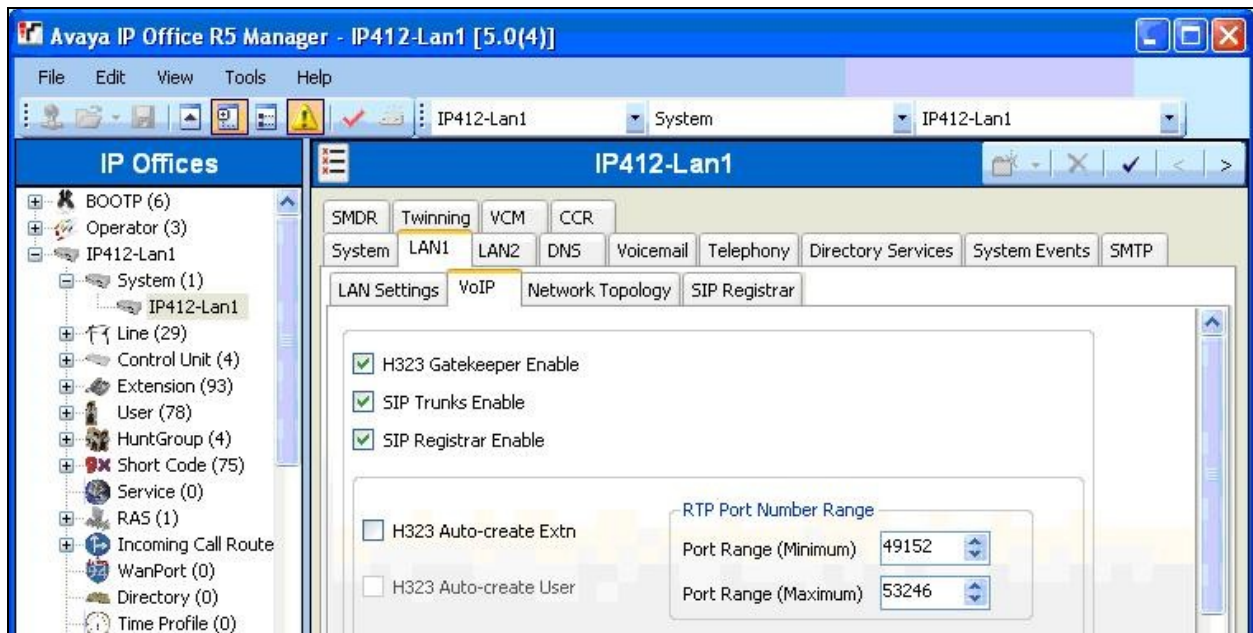 Avaya IP Office R5 Manager - IP412-Lan1 [5.0(4)]
File Edit View Tools Help
IP412-Lan1 System IP412-Lan1
IP Offices
BOOTP (6)
Operator (3)
IP412-Lan1
System (1)
IP412-Lan1
Line (29)
Control Unit (4)
Extension (93)
User (78)
HuntGroup (4)
Short Code (75)
Service (0)
RAS (1)
Incoming Call Route
WanPort (0)
Directory (0)
Time Profile (0)
IP412-Lan1
SMDR Twinning VCM CCR
System LAN1 LAN2 DNS Voicemail Telephony Directory Services System Events SMTP
LAN Settings VoIP Network Topology SIP Registrar
H323 Gatekeeper Enable
SIP Trunks Enable
SIP Registrar Enable
H323 Auto-create Extn
H323 Auto-create User
RTP Port Number Range
Port Range (Minimum) 49152
Port Range (Maximum) 53246